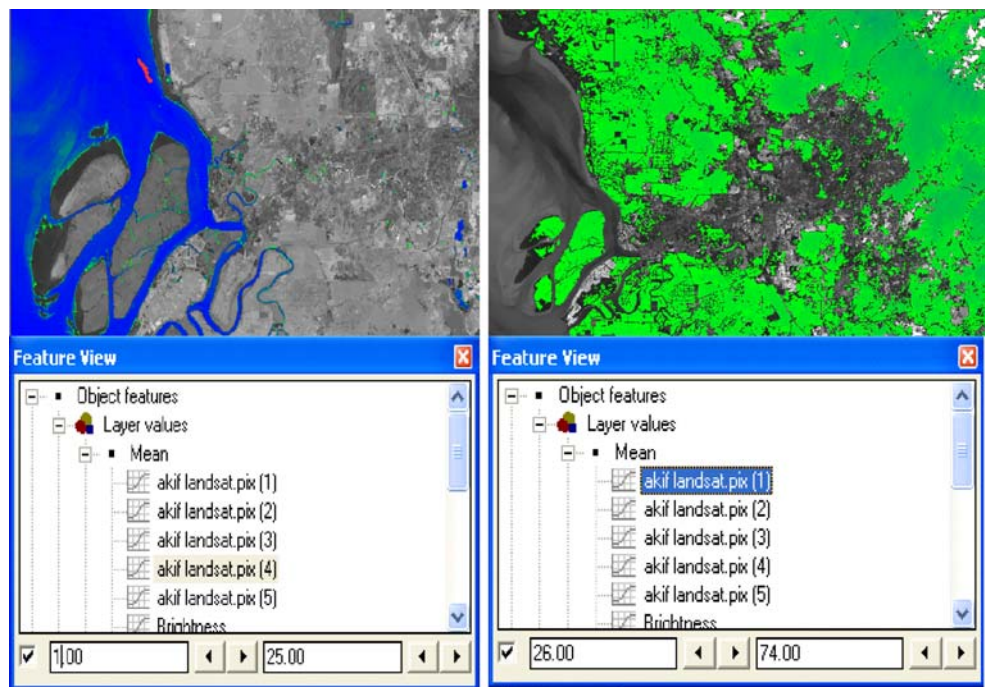 Feature View
Object features
Layer values
Mean
akif landsat.pix (1)
akif landsat.pix (2)
akif landsat.pix (3)
akif landsat.pix (4)
akif landsat.pix (5)
Brightness
1.00
25.00
Feature View
Object features
Layer values
Mean
akif landsat.pix (1)
akif landsat.pix (2)
akif landsat.pix (3)
akif landsat.pix (4)
akif landsat.pix (5)
Brightness
26.00
74.00